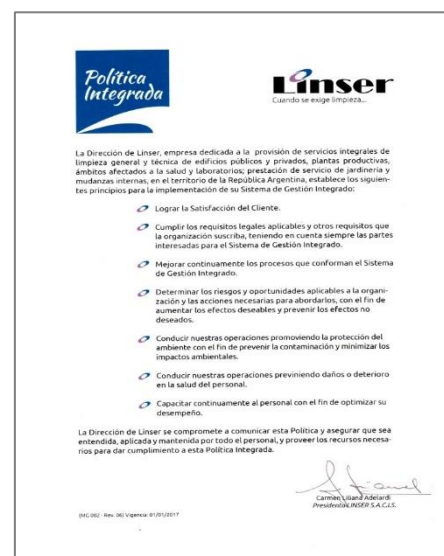 Política
Integrada
Linser
Cuando se exige limpieza...
La Dirección de Linser, empresa dedicada a la provisión de servicios integrales de
limpieza general y técnica de edificios públicos y privados, plantas productivas,
ámbitos afectados a la salud y laboratorios; prestación de servicio de jardinería y
mudanzas internas, en el territorio de la República Argentina, establece los siguien-
tes principios para la implementación de su Sistema de Gestión Integrado:
Lograr la Satisfacción del Cliente.
Cumplir los requisitos legales aplicables y otros requisitos que
la organización suscriba, teniendo en cuenta siempre las partes
interesadas para el Sistema de Gestión Integrado.
Mejorar continuamente los procesos que conforman el Sistema
de Gestión Integrado.
Determinar los riesgos y oportunidades aplicables a la organi-
zación y las acciones necesarias para abordarlos, con el fin de
aumentar los efectos deseables y prevenir los efectos no
deseados.
Conducir nuestras operaciones promoviendo la protección del
ambiente con el fin de prevenir la contaminación y minimizar los
impactos ambientales.
Conducir nuestras operaciones previniendo daños o deterioro
en la salud del personal.
Capacitar continuamente al personal con el fin de optimizar su
desempeño.
La Dirección de Linser se compromete a comunicar esta Política y asegurar que sea
entendida, aplicada y mantenida por todo el personal, y proveer los recursos necesa-
rios para dar cumplimiento a esta Política Integrada.
Carmen Liliana Adelardi
Presidenta LINSER S.A.C.I.S.
(MG 002 - Rev. 06) Vigencia: 01/01/2017